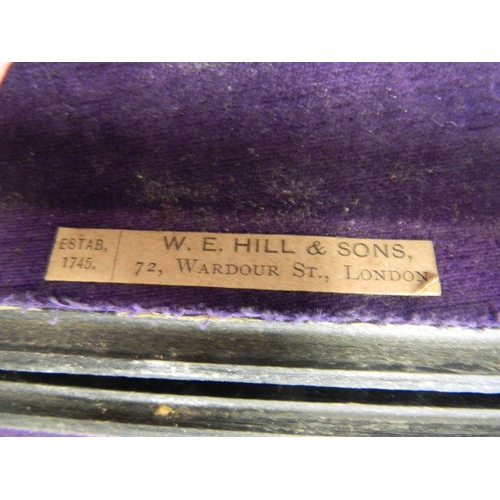 ESTAB.
1745.
W. E. HILL & SONS,
72, WARDOUR ST., LONDON